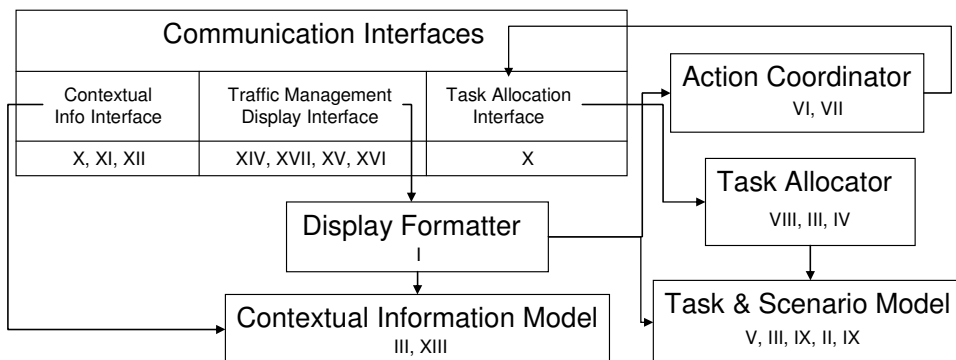 Communication Interfaces
Contextual
Info Interface
Traffic Management
Display Interface
Task Allocation
Interface
X, XI, XII
XIV, XVII, XV, XVI
X
Action Coordinator
VI, VII
Task Allocator
VIII, III, IV
Display Formatter
I
Contextual Information Model
III, XIII
Task & Scenario Model
V, III, IX, II, IX